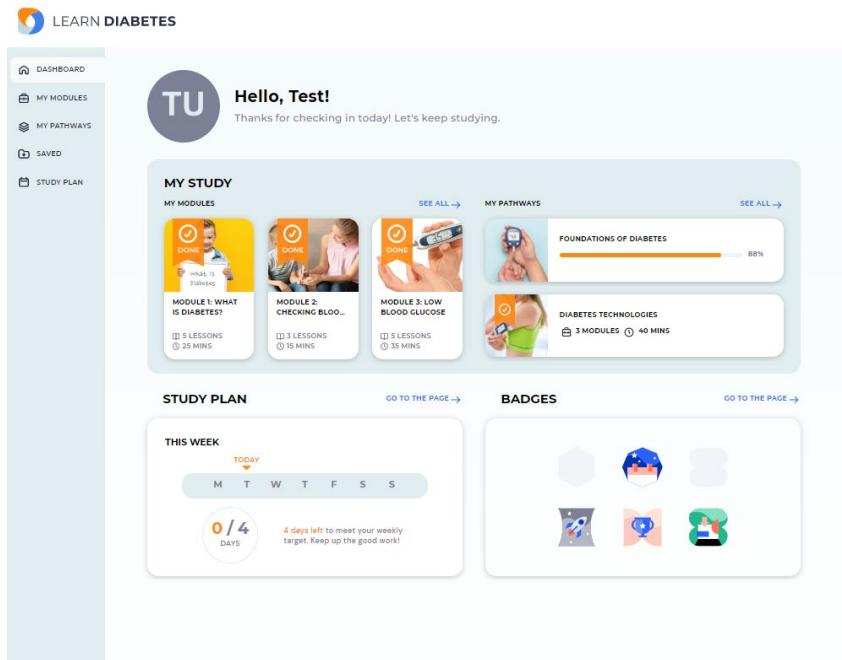 LEARN DIABETES
DASHBOARD
MY MODULES
MY PATHWAYS
SAVED
STUDY PLAN
TU
Hello, Test!
Thanks for checking in today! Let's keep studying.
MY STUDY
MY MODULES
SEE ALL →
DONE
What is
Diabetes
MODULE 1: WHAT
IS DIABETES?
5 LESSONS
25 MINS
DONE
MODULE 2:
CHECKING BLOO...
3 LESSONS
15 MINS
DONE
MODULE 3: LOW
BLOOD GLUCOSE
5 LESSONS
35 MINS
MY PATHWAYS
SEE ALL →
FOUNDATIONS OF DIABETES
88%
DIABETES TECHNOLOGIES
3 MODULES 40 MINS
STUDY PLAN
GO TO THE PAGE →
THIS WEEK
TODAY
M T W T F S S
0 / 4
DAYS
4 days left to meet your weekly
target. Keep up the good work!
BADGES
GO TO THE PAGE →